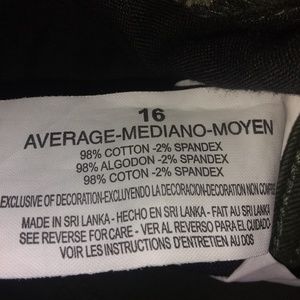 16
AVERAGE-MEDIANO-MOYEN
98% COTTON -2% SPANDEX
98% ALGODON -2% SPANDEX
98% COTON -2% SPANDEX
EXCLUSIVE OF DECORATION-EXCLUYENDO LA DECORACION-DECORATION NON
MADE IN SRI LANKA - HECHO EN SRI LANKA - FAIT AU SRI LANKA
SEE REVERSE FOR CARE - VER AL REVERSO PARA EL CUIDADO
VOIR LES INSTRUCTIONS D'ENTRETIEN AU DOS